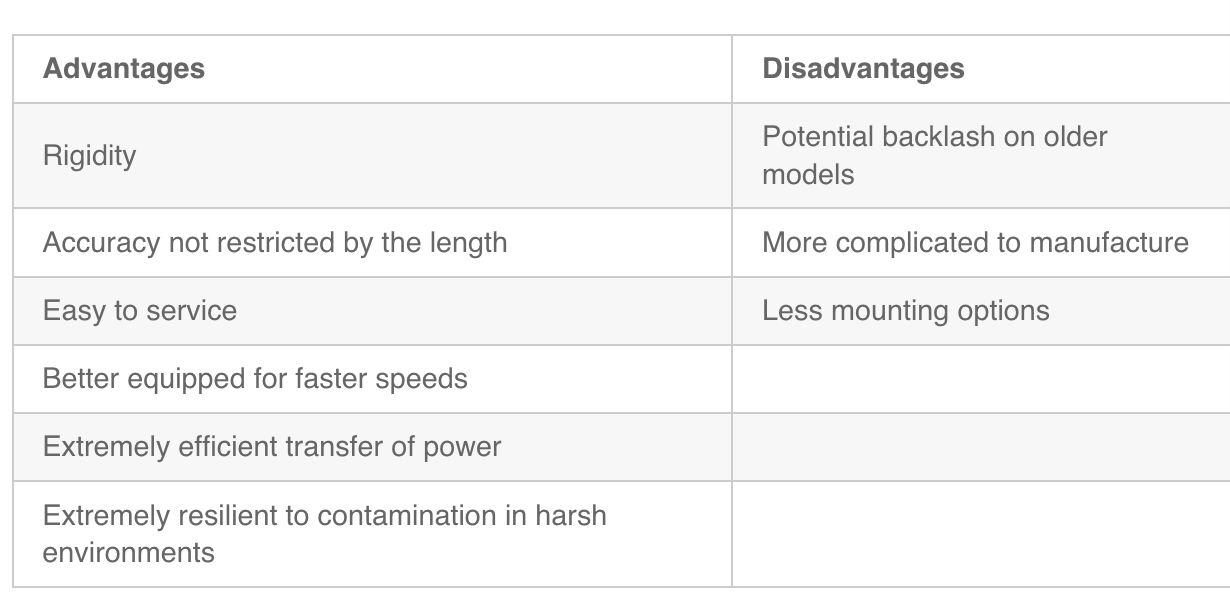 Advantages
Disadvantages
Rigidity
Potential backlash on older
models
Accuracy not restricted by the length
More complicated to manufacture
Easy to service
Less mounting options
Better equipped for faster speeds
Extremely efficient transfer of power
Extremely resilient to contamination in harsh
environments